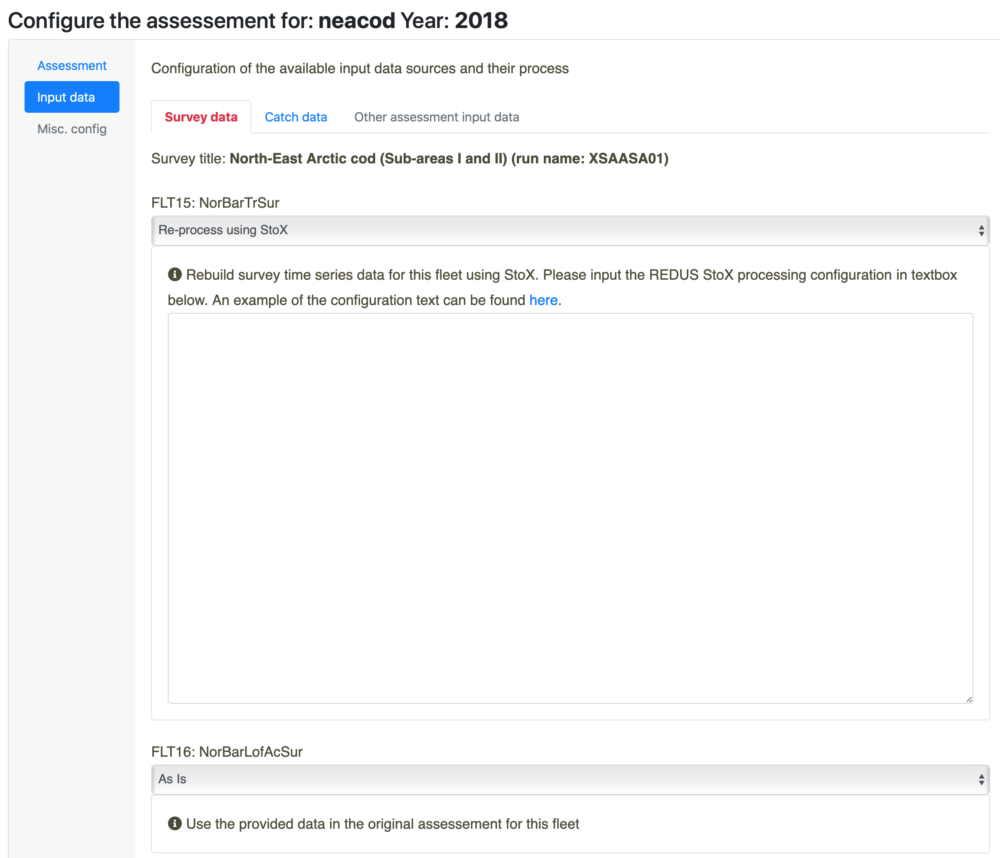 Configure the assessement for: neacod Year: 2018
Assessment
Input data
Misc. config
Configuration of the available input data sources and their process
Survey data Catch data Other assessment input data
Survey title: North-East Arctic cod (Sub-areas I and II) (run name: XSAASA01)
FLT15: NorBarTrSur
Re-process using StoX
Rebuild survey time series data for this fleet using StoX. Please input the REDUS StoX processing configuration in textbox
below. An example of the configuration text can be found here.
FLT16: NorBarLofAcSur
As Is
Use the provided data in the original assessement for this fleet